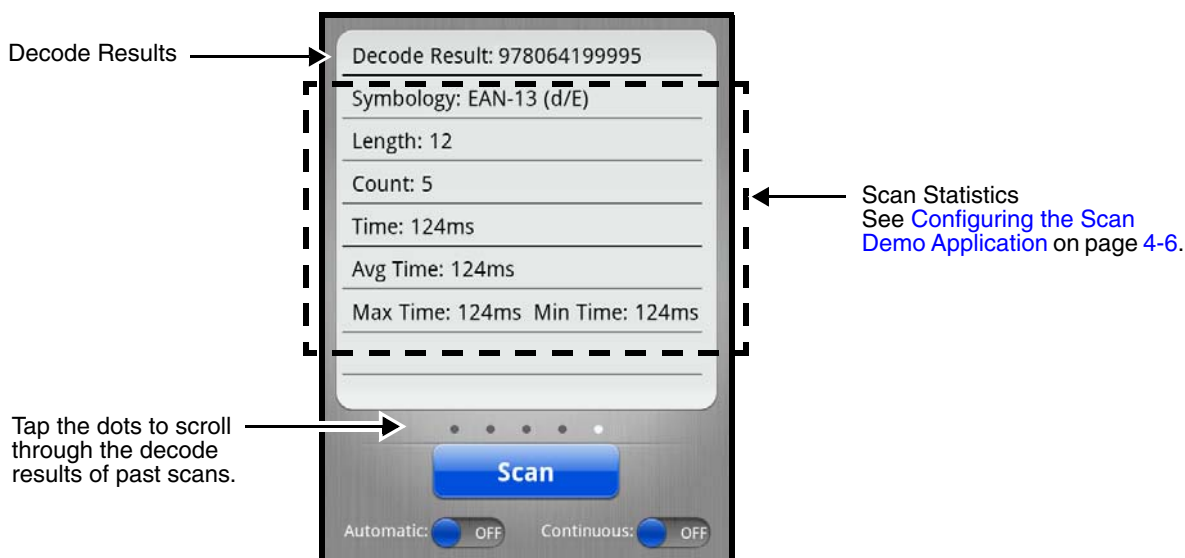 Decode Results
Decode Result: 978064199995
Symbology: EAN-13 (d/E)
Length: 12
Count: 5
Time: 124ms
Avg Time: 124ms
Max Time: 124ms Min Time: 124ms
Scan Statistics
See Configuring the Scan
Demo Application on page 4-6.
Tap the dots to scroll
through the decode
results of past scans.
Scan
Automatic: OFF Continuous: OFF